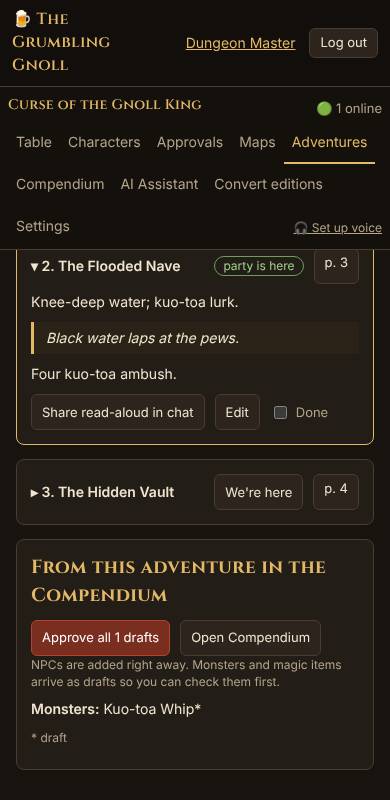 🍺 The
Grumbling
Gnoll
Dungeon Master
Log out
Curse of the Gnoll King
🟢 1 online
Table Characters Approvals Maps Adventures
Compendium AI Assistant Convert editions
Settings
🎧 Set up voice
▾ 2. The Flooded Nave
party is here
p. 3
Knee-deep water; kuo-toa lurk.
Black water laps at the pews.
Four kuo-toa ambush.
Share read-aloud in chat
Edit
Done
▸ 3. The Hidden Vault
We're here
p. 4
From this adventure in the
Compendium
Approve all 1 drafts
Open Compendium
NPCs are added right away. Monsters and magic items
arrive as drafts so you can check them first.
Monsters: Kuo-toa Whip*
* draft